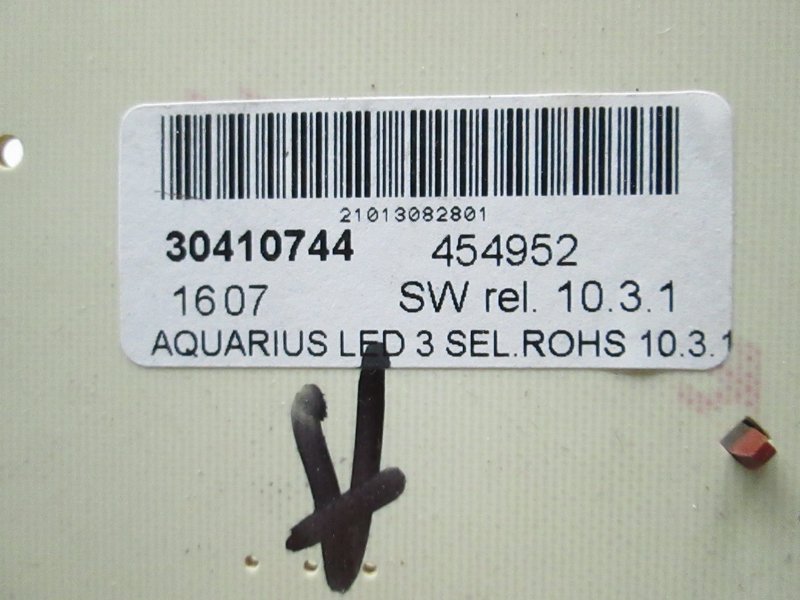 21013082801
30410744 454952
1607 SW rel. 10.3.1
AQUARIUS LED 3 SEL.ROHS 10.3.1